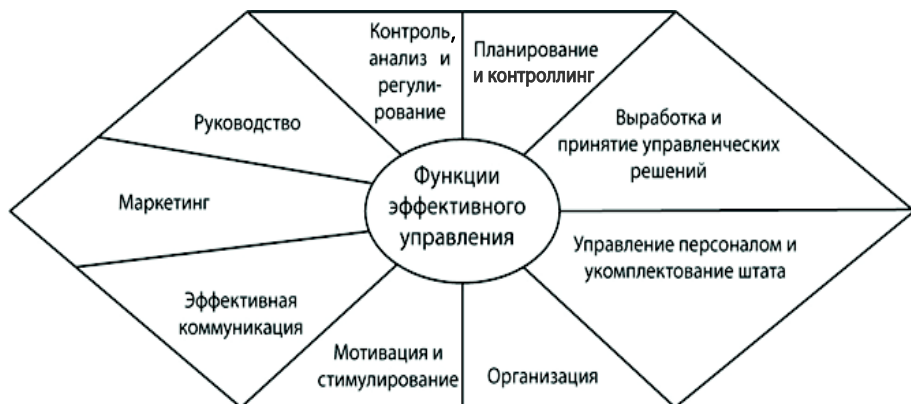 Контроль,
анализ и
регули-
рование
Планирование
и контроллинг
Руководство
Выработка и
принятие управленческих
решений
Маркетинг
Функции
эффективного
управления
Управление персоналом и
укомплектование штата
Эффективная
коммуникация
Мотивация и
стимулирование
Организация